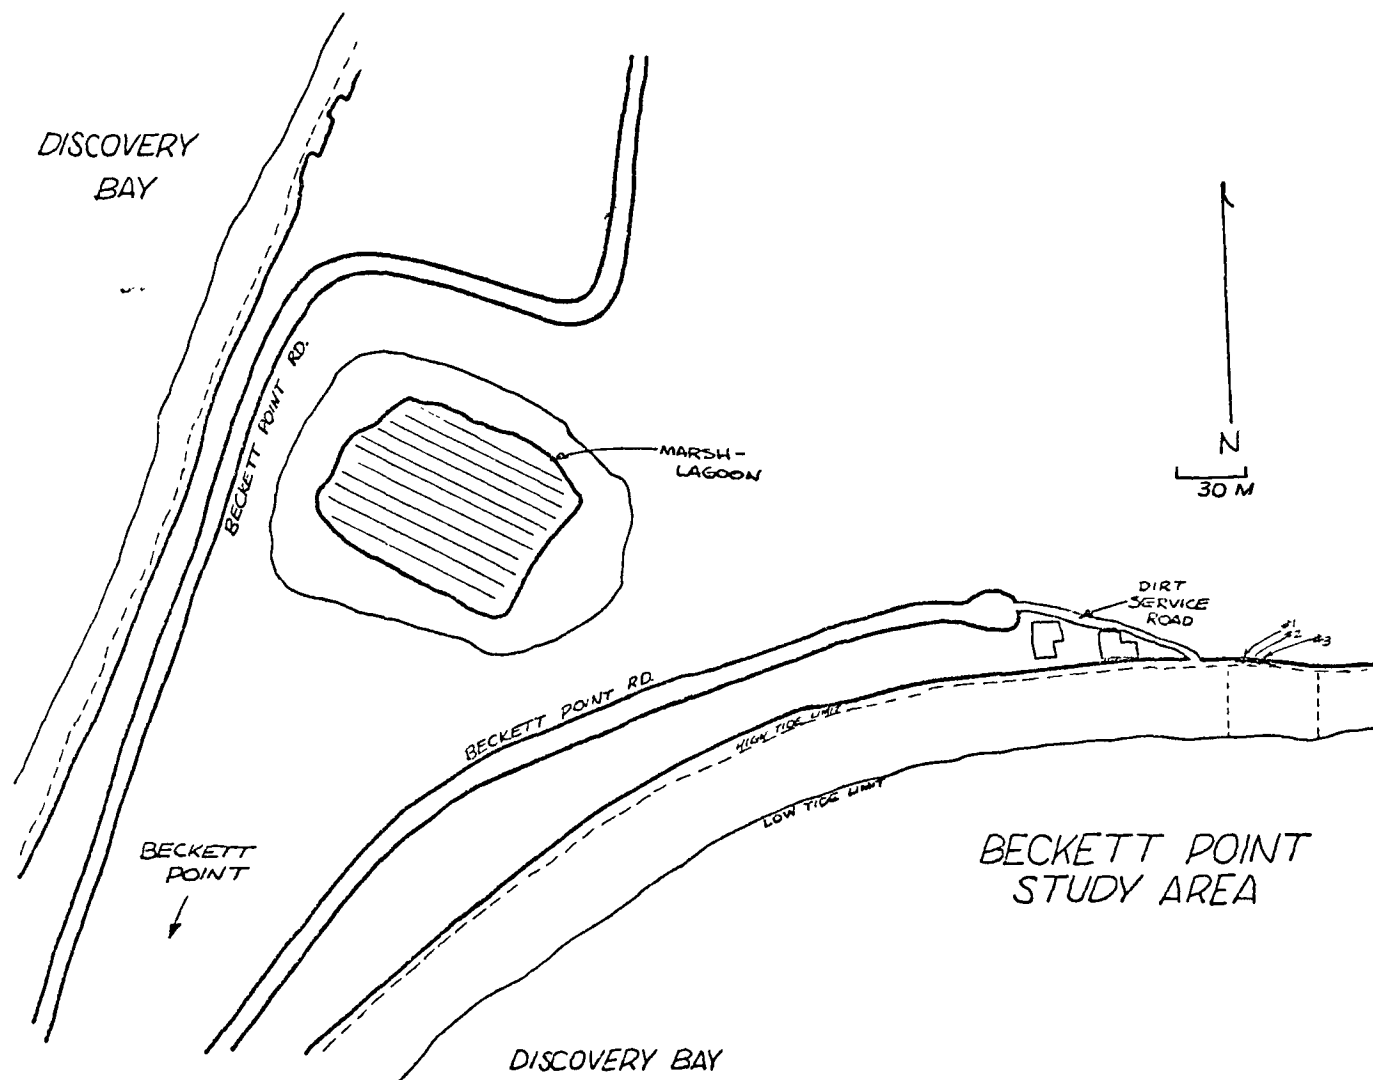 DISCOVERY
BAY
BECKETT POINT RD.
MARSH-
LAGOON
N
30 M
DIRT
SERVICE
ROAD
#1
#2
#3
BECKETT POINT RD.
HIGH TIDE LIMIT
LOW TIDE LIMIT
BECKETT
POINT
BECKETT POINT
STUDY AREA
DISCOVERY BAY